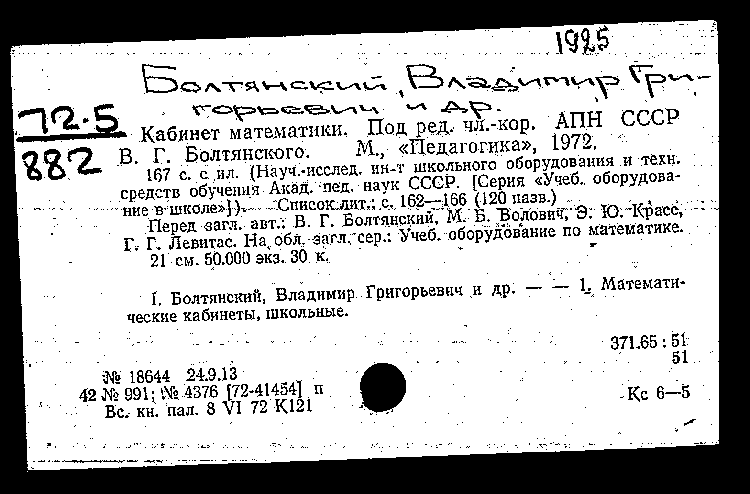 1925
Болтянский, Владимир Гри-
горьевич и др.
72-5
882
Кабинет математики. Под ред. чл.-кор. АПН СССР
В. Г. Болтянского. М., «Педагогика», 1972.
167 с. с ил. (Науч.-исслед. ин-т школьного оборудования и техн.
средств обучения Акад. пед. наук СССР. [Серия «Учеб. оборудова-
ние в школе»]). Список лит.: с. 162—166 (120 назв.)
Перед загл. авт.: В. Г. Болтянский, М. Б. Волович, Э. Ю. Красс,
Г. Г. Левитас. На обл. загл. сер.: Учеб. оборудование по математике.
21 см. 50.000 экз. 30 к.
I. Болтянский, Владимир Григорьевич и др. — — 1. Математи-
ческие кабинеты, школьные.
371.65 : 51
51
№ 18644 24.9.13
42 № 991; № 4376 [72-41454] п
Вс. кн. пал. 8 VI 72 К121
Кс 6—5